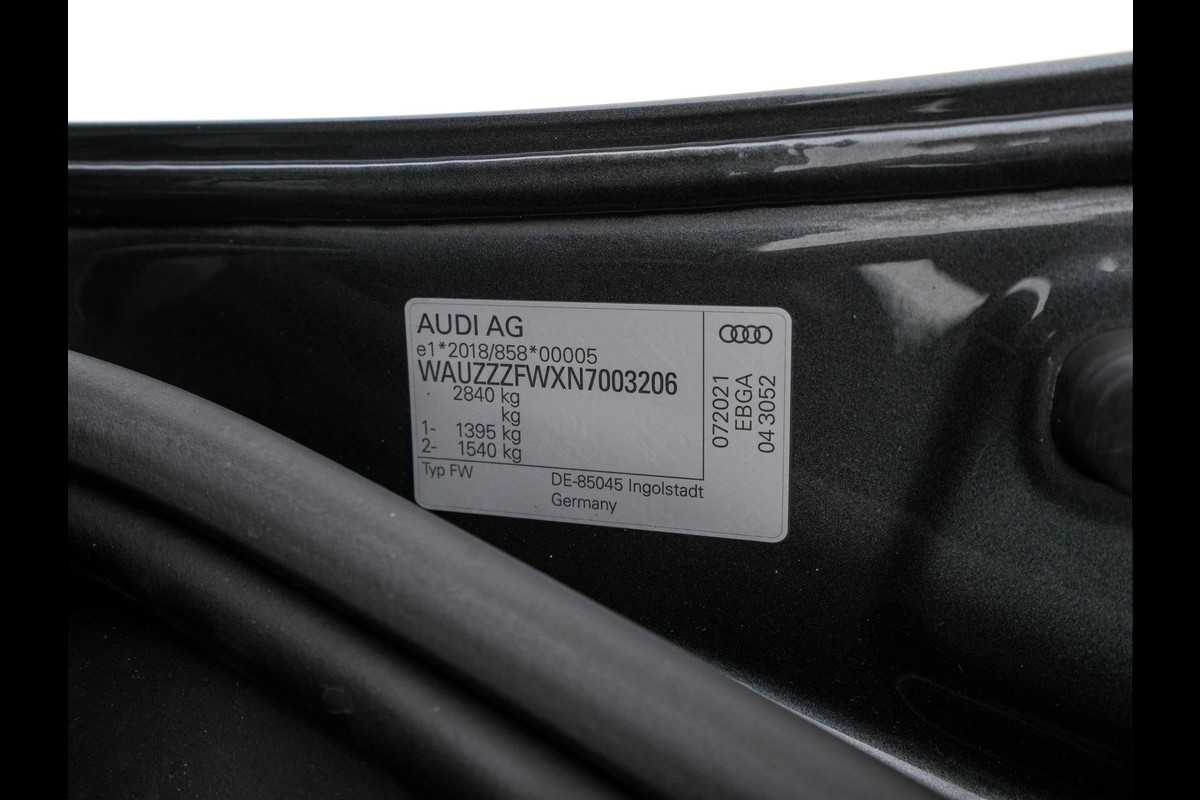 AUDI AG
e1*2018/858*00005
WAUZZZFWXN7003206
2840 kg
kg
1- 1395 kg
2- 1540 kg
Typ FW
DE-85045 Ingolstadt
Germany
072021
EBGA
04 3052